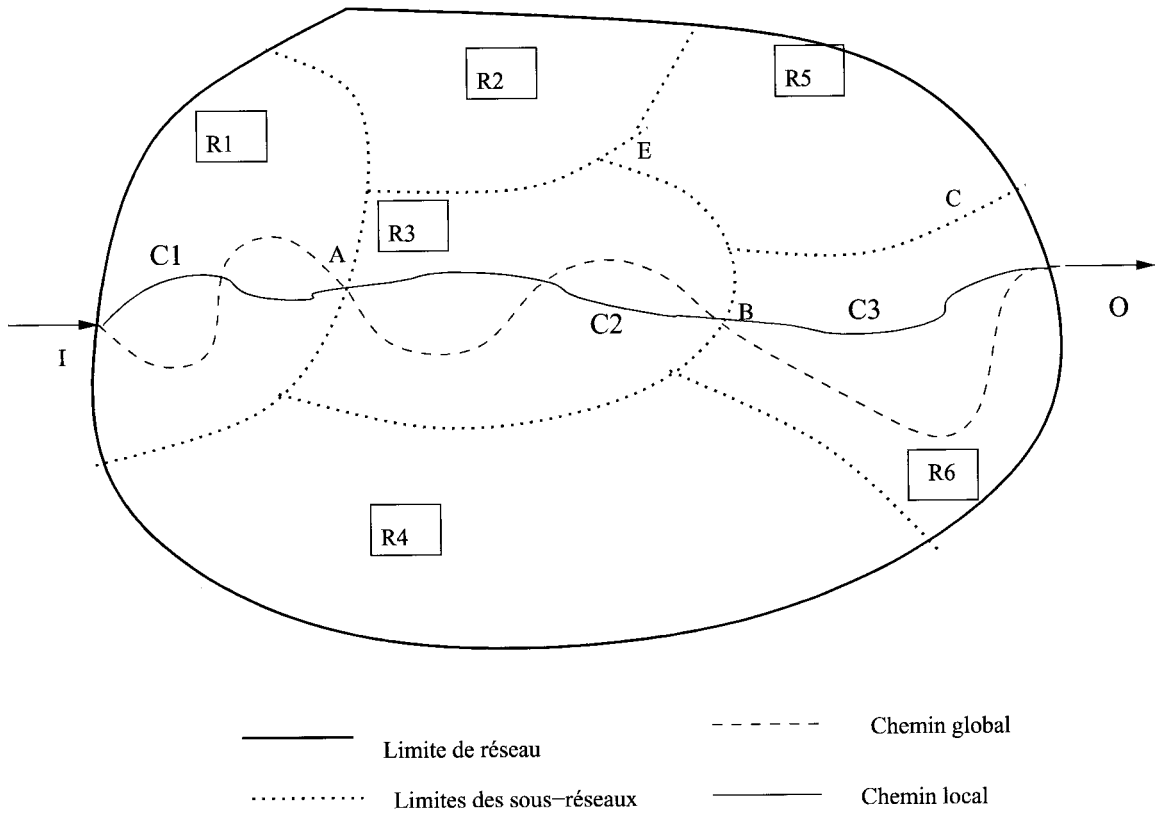 R2
R5
R1
E
C
R3
C1
A
C2
B
C3
O
I
R6
R4
Limite de réseau
Chemin global
Limites des sous−réseaux
Chemin local